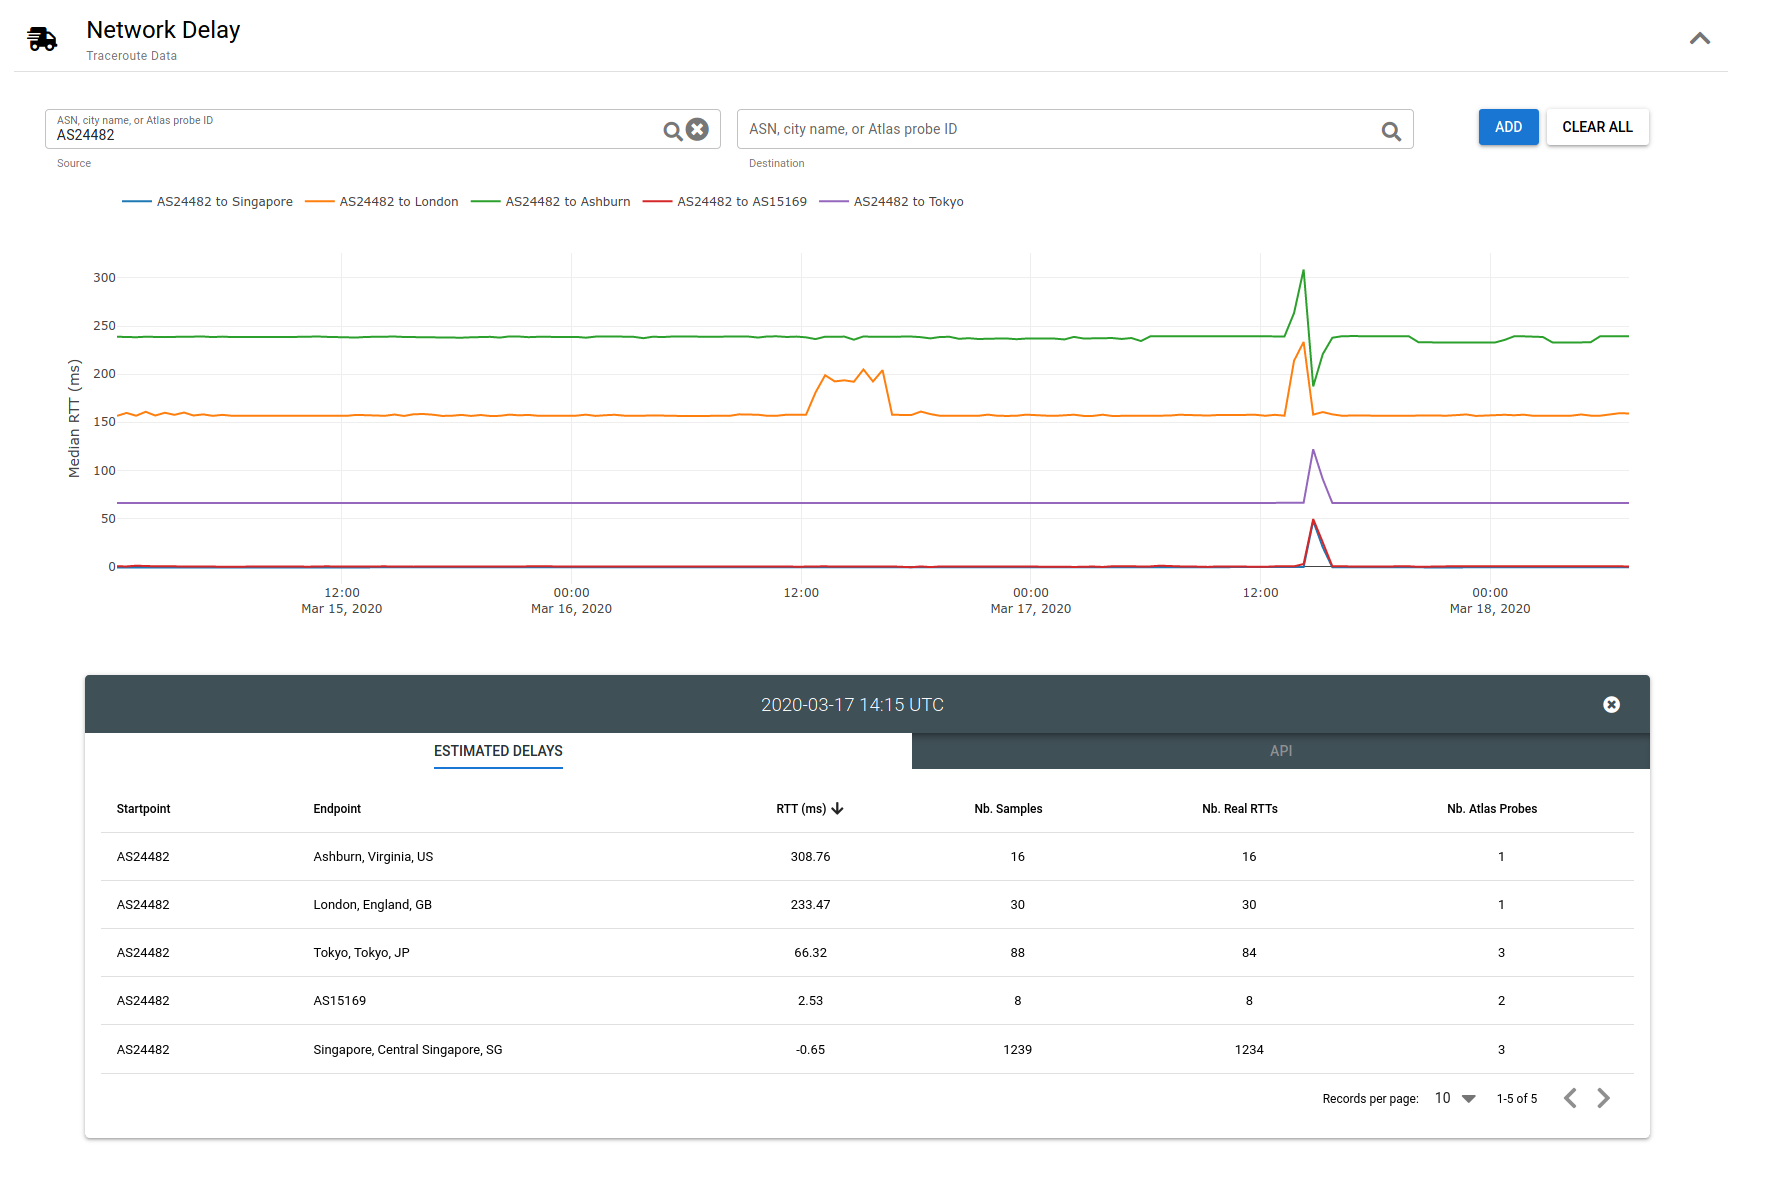 Network Delay
Traceroute Data
ASN, city name, or Atlas probe ID
AS24482
ASN, city name, or Atlas probe ID
ADD
CLEAR ALL
Source
Destination
AS24482 to Singapore
AS24482 to London
AS24482 to Ashburn
AS24482 to AS15169
AS24482 to Tokyo
Median RTT (ms)
300
250
200
150
100
50
0
12:00
Mar 15, 2020
00:00
Mar 16, 2020
12:00
00:00
Mar 17, 2020
12:00
00:00
Mar 18, 2020
2020-03-17 14:15 UTC
ESTIMATED DELAYS
API
Startpoint Endpoint RTT (ms) Nb. Samples Nb. Real RTTs Nb. Atlas Probes
AS24482 Ashburn, Virginia, US 308.76 16 16 1
AS24482 London, England, GB 233.47 30 30 1
AS24482 Tokyo, Tokyo, JP 66.32 88 84 3
AS24482 AS15169 2.53 8 8 2
AS24482 Singapore, Central Singapore, SG -0.65 1239 1234 3
Records per page: 10 1-5 of 5